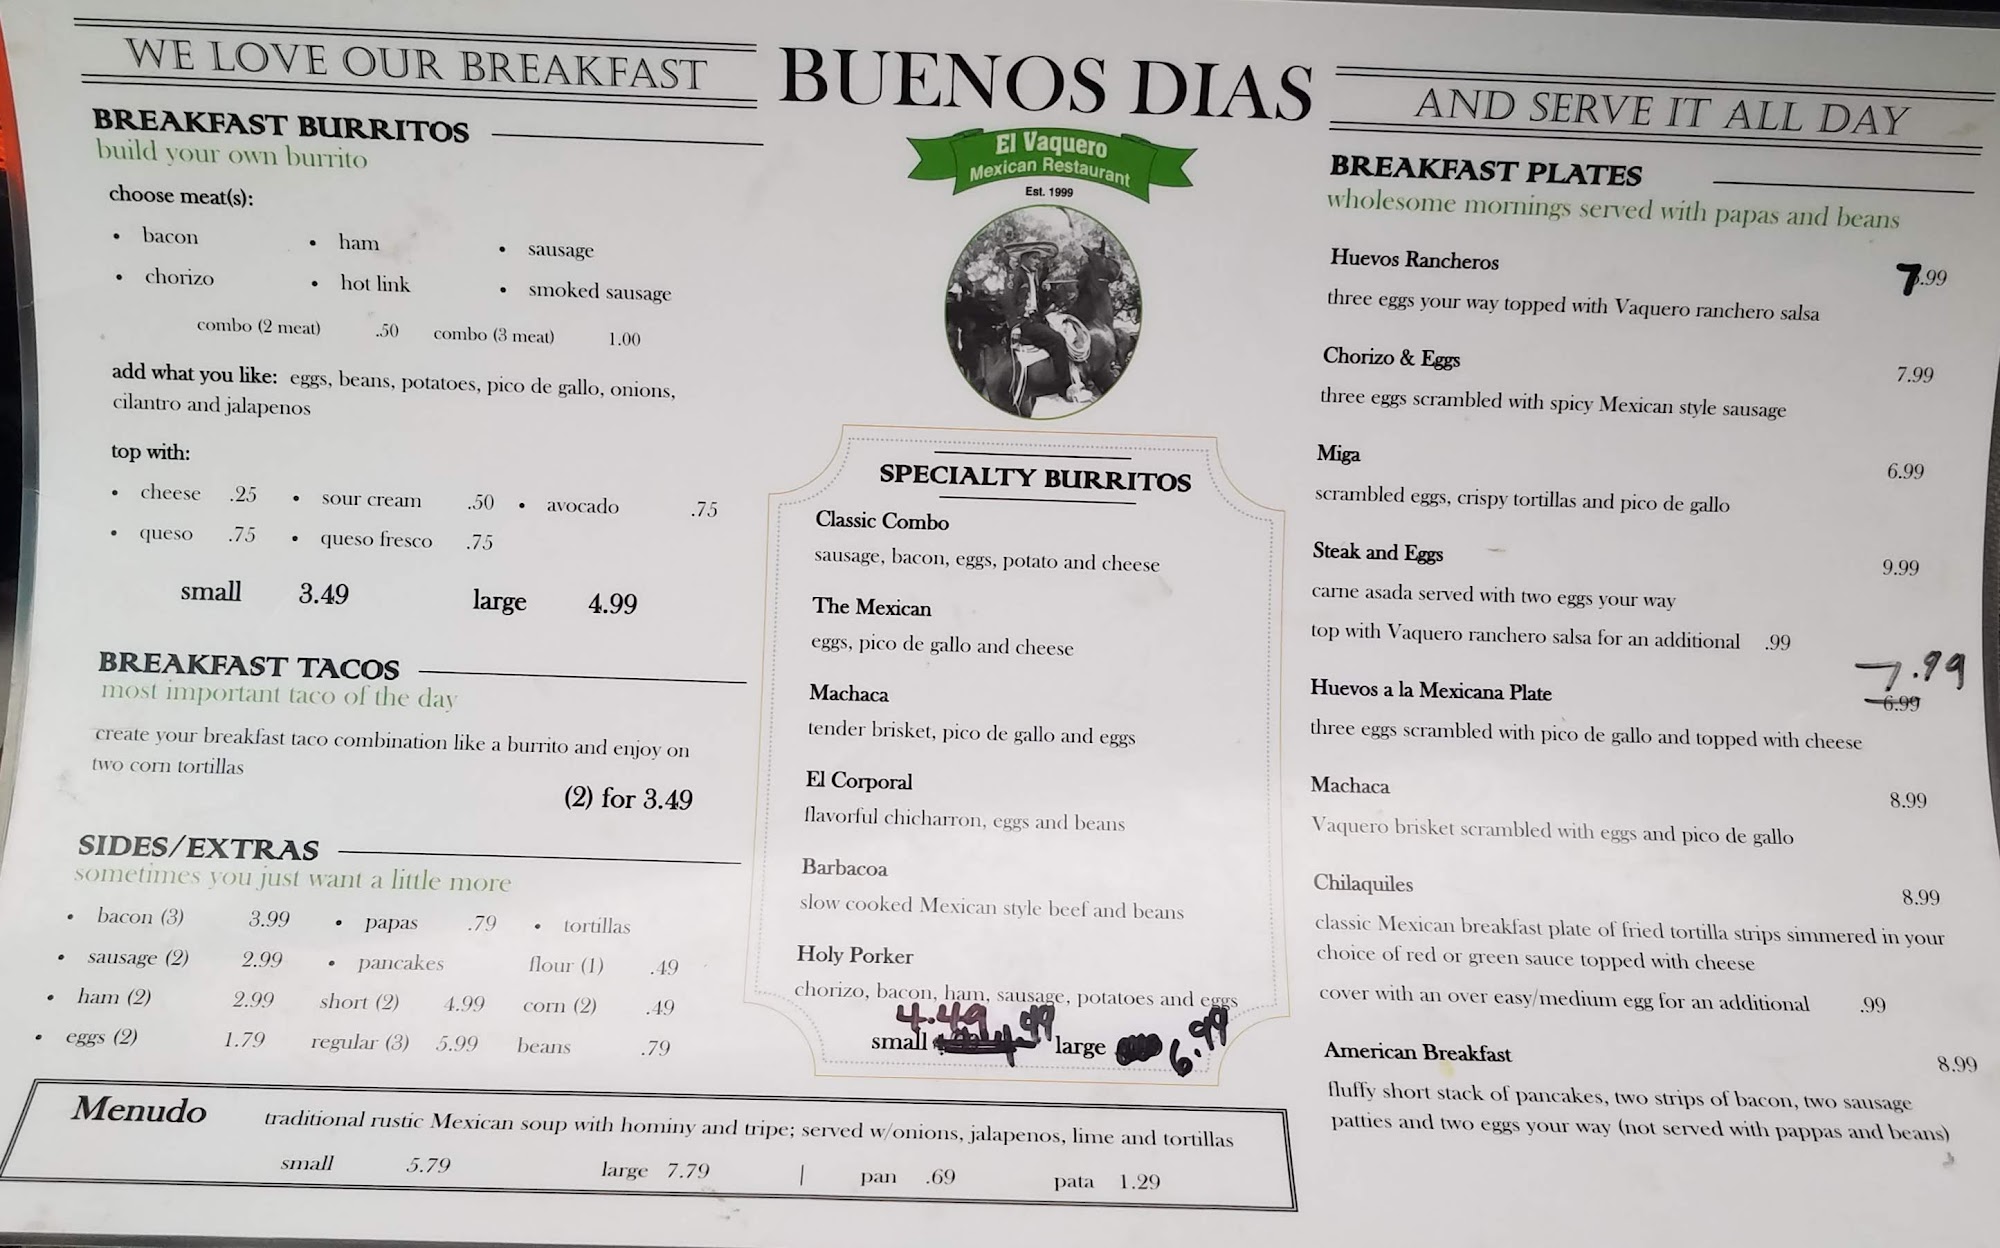 WE LOVE OUR BREAKFAST
BUENOS DIAS
AND SERVE IT ALL DAY
El Vaquero
Mexican Restaurant
Est. 1999
BREAKFAST BURRITOS
build your own burrito
choose meat(s):
• bacon • ham • sausage
• chorizo • hot link • smoked sausage
combo (2 meat) .50 combo (3 meat) 1.00
add what you like: eggs, beans, potatoes, pico de gallo, onions,
cilantro and jalapenos
top with:
• cheese .25 • sour cream .50 • avocado .75
• queso .75 • queso fresco .75
small 3.49 large 4.99
BREAKFAST TACOS
most important taco of the day
create your breakfast taco combination like a burrito and enjoy on
two corn tortillas
(2) for 3.49
SIDES/EXTRAS
sometimes you just want a little more
• bacon (3) 3.99 • papas .79 • tortillas
• sausage (2) 2.99 • pancakes flour (1) .49
• ham (2) 2.99 short (2) 4.99 corn (2) .49
• eggs (2) 1.79 regular (3) 5.99 beans .79
SPECIALTY BURRITOS
Classic Combo
sausage, bacon, eggs, potato and cheese
The Mexican
eggs, pico de gallo and cheese
Machaca
tender brisket, pico de gallo and eggs
El Corporal
flavorful chicharron, eggs and beans
Barbacoa
slow cooked Mexican style beef and beans
Holy Porker
chorizo, bacon, ham, sausage, potatoes and eggs
small 4.49 large 6.99
BREAKFAST PLATES
wholesome mornings served with papas and beans
Huevos Rancheros 7.99
three eggs your way topped with Vaquero ranchero salsa
Chorizo & Eggs 7.99
three eggs scrambled with spicy Mexican style sausage
Miga 6.99
scrambled eggs, crispy tortillas and pico de gallo
Steak and Eggs 9.99
carne asada served with two eggs your way
top with Vaquero ranchero salsa for an additional .99
7.99
Huevos a la Mexicana Plate 6.99
three eggs scrambled with pico de gallo and topped with cheese
Machaca 8.99
Vaquero brisket scrambled with eggs and pico de gallo
Chilaquiles 8.99
classic Mexican breakfast plate of fried tortilla strips simmered in your
choice of red or green sauce topped with cheese
cover with an over easy/medium egg for an additional .99
American Breakfast 8.99
fluffy short stack of pancakes, two strips of bacon, two sausage
patties and two eggs your way (not served with pappas and beans)
Menudo traditional rustic Mexican soup with hominy and tripe; served w/onions, jalapenos, lime and tortillas
small 5.79 large 7.79 | pan .69 pata 1.29